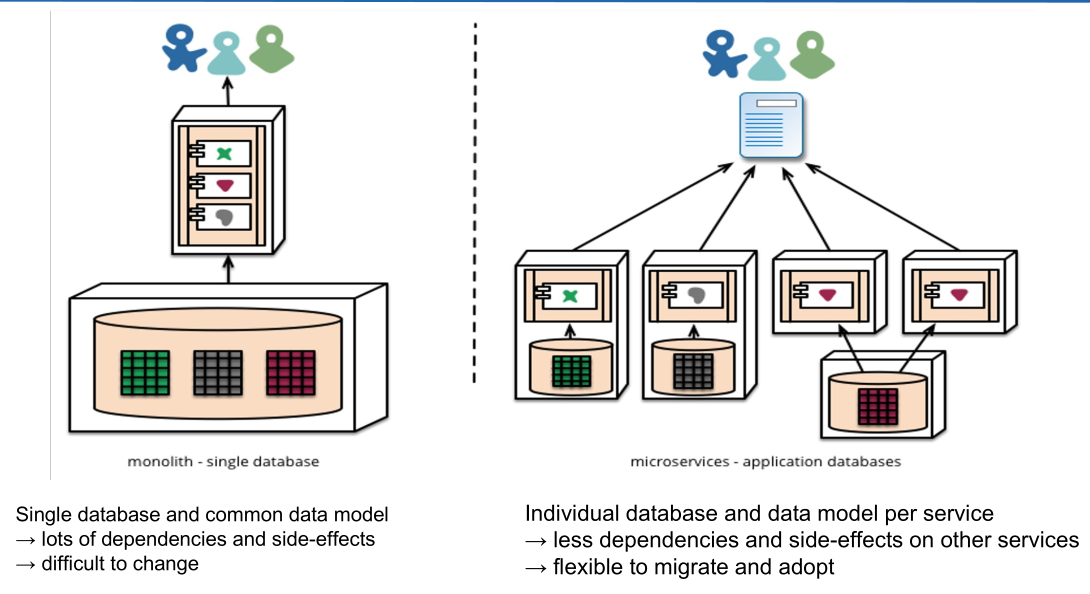 monolith - single database
microservices - application databases
Single database and common data model
→ lots of dependencies and side-effects
→ difficult to change
Individual database and data model per service
→ less dependencies and side-effects on other services
→ flexible to migrate and adopt